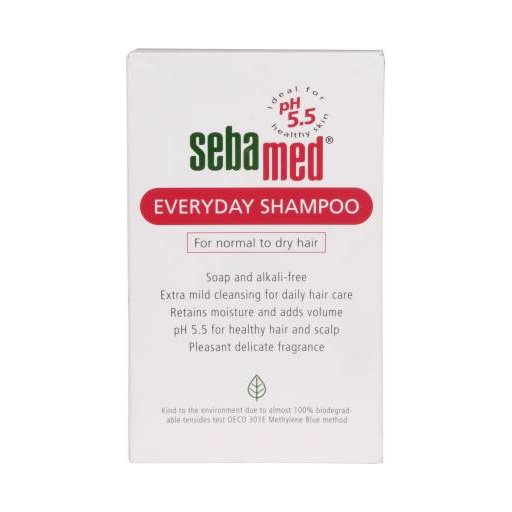 ideal for
pH
5.5
healthy skin
sebamed®
EVERYDAY SHAMPOO
For normal to dry hair
Soap and alkali-free
Extra mild cleansing for daily hair care
Retains moisture and adds volume
pH 5.5 for healthy hair and scalp
Pleasant delicate fragrance
Kind to the environment due to almost 100% biodegrad-
able tensides test OECD 301E Methylene Blue method